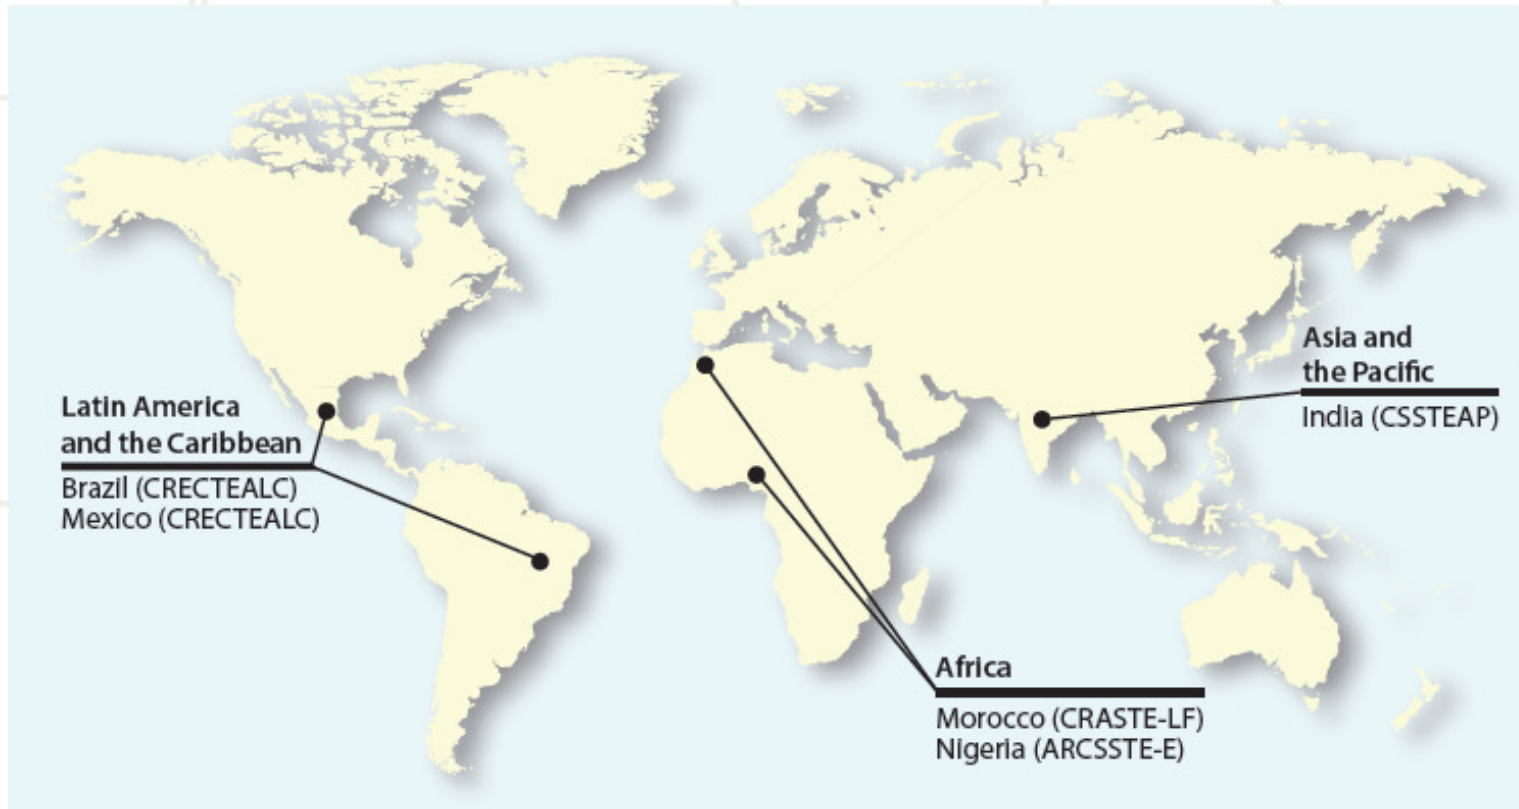 Latin America
and the Caribbean
Brazil (CRECTEALC)
Mexico (CRECTEALC)
Africa
Morocco (CRASTE-LF)
Nigeria (ARCSSTE-E)
Asia and
the Pacific
India (CSSTEAP)